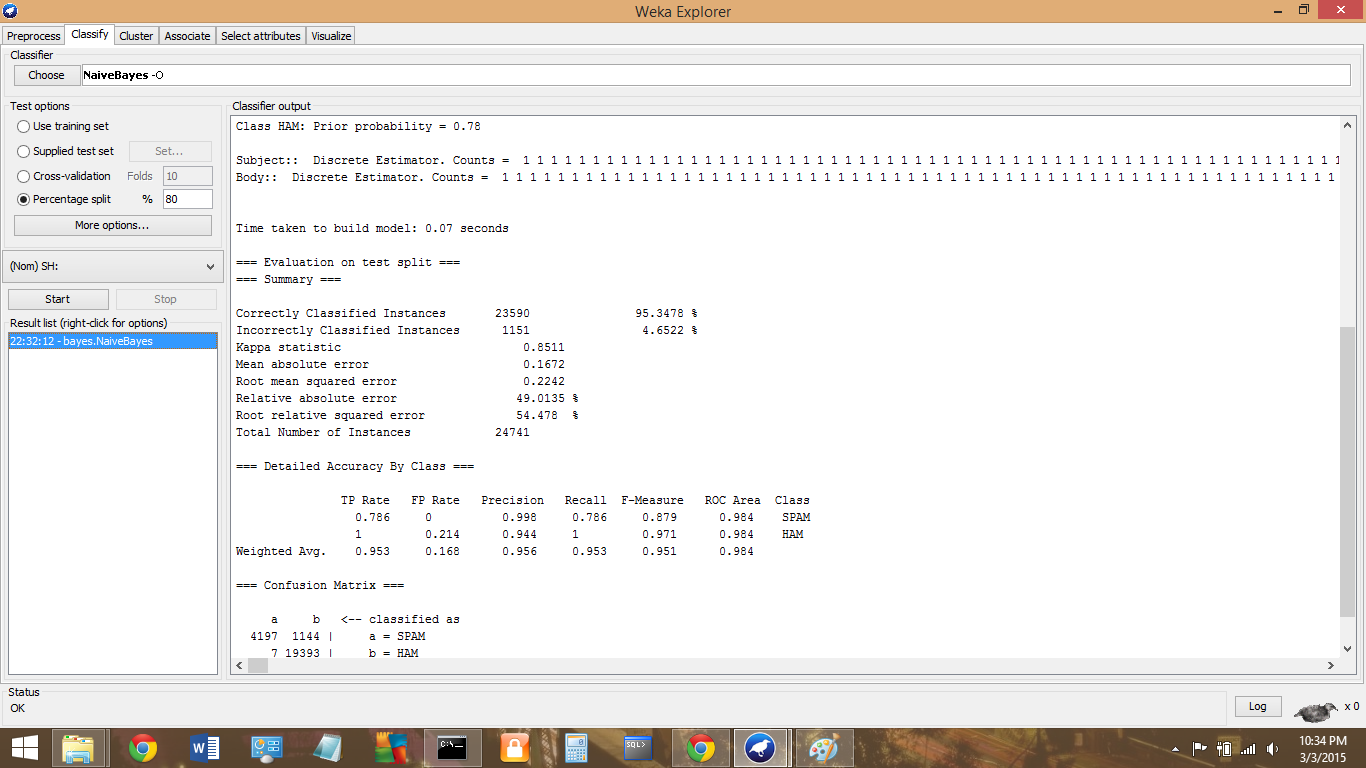 Weka Explorer
Preprocess Classify Cluster Associate Select attributes Visualize
Classifier
Choose NaiveBayes -O
Test options
Use training set
Supplied test set Set...
Cross-validation Folds 10
Percentage split % 80
More options...
(Nom) SH:
Start Stop
Result list (right-click for options)
22:32:12 - bayes.NaiveBayes
Classifier output
Class HAM: Prior probability = 0.78
Subject:: Discrete Estimator. Counts = 1 1 1 1 1 1 1 1 1 1 1 1 1 1 1 1 1 1 1 1 1 1 1 1 1 1 1 1 1 1 1 1 1 1 1 1 1 1 1 1 1 1 1 1 1 1 1 1 1 1 1 1 1 1 1 1 1 1 1
Body:: Discrete Estimator. Counts = 1 1 1 1 1 1 1 1 1 1 1 1 1 1 1 1 1 1 1 1 1 1 1 1 1 1 1 1 1 1 1 1 1 1 1 1 1 1 1 1 1 1 1 1 1 1 1 1 1 1 1 1 1 1 1 1 1 1 1 1
Time taken to build model: 0.07 seconds
=== Evaluation on test split ===
=== Summary ===
Correctly Classified Instances 23590 95.3478 %
Incorrectly Classified Instances 1151 4.6522 %
Kappa statistic 0.8511
Mean absolute error 0.1672
Root mean squared error 0.2242
Relative absolute error 49.0135 %
Root relative squared error 54.478 %
Total Number of Instances 24741
=== Detailed Accuracy By Class ===
TP Rate FP Rate Precision Recall F-Measure ROC Area Class
0.786 0 0.998 0.786 0.879 0.984 SPAM
1 0.214 0.944 1 0.971 0.984 HAM
Weighted Avg. 0.953 0.168 0.956 0.953 0.951 0.984
=== Confusion Matrix ===
a b <-- classified as
4197 1144 | a = SPAM
7 19393 | b = HAM
Status
OK
Log x 0
C:\
SQL>
10:34 PM
3/3/2015